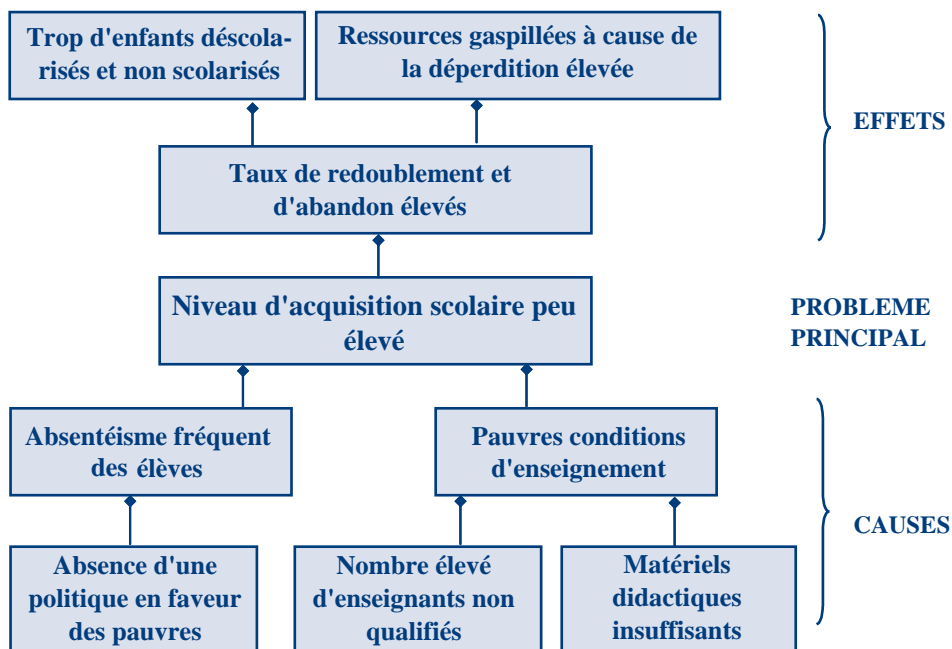 Trop d'enfants déscola-
risés et non scolarisés
Ressources gaspillées à cause de
la déperdition élevée
EFFETS
Taux de redoublement et
d'abandon élevés
Niveau d'acquisition scolaire peu
élevé
PROBLEME
PRINCIPAL
Absentéisme fréquent
des élèves
Pauvres conditions
d'enseignement
CAUSES
Absence d'une
politique en faveur
des pauvres
Nombre élevé
d'enseignants non
qualifiés
Matériels
didactiques
insuffisants